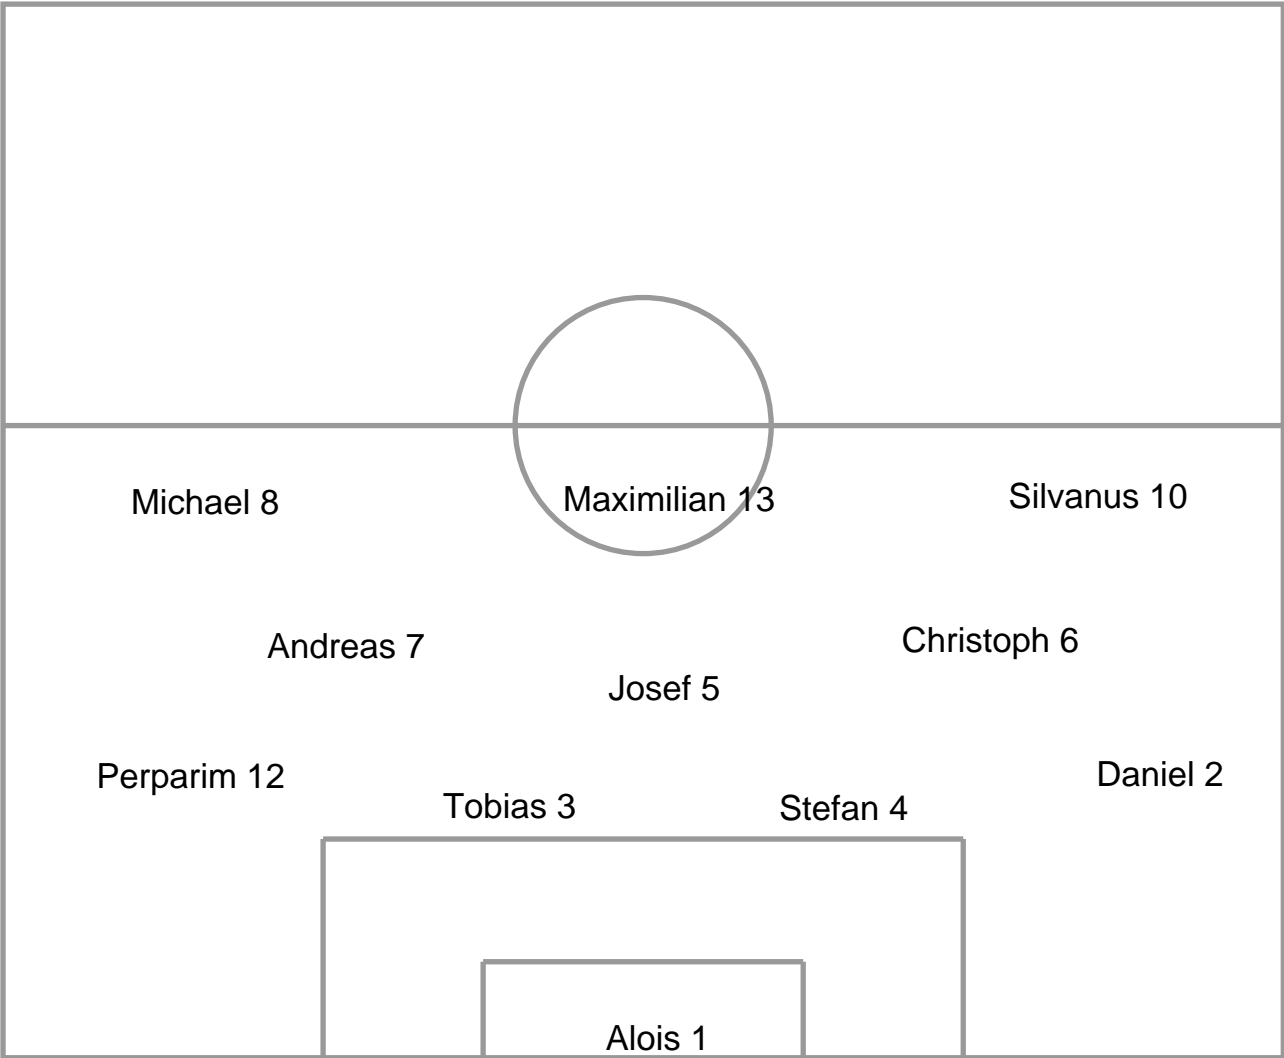 Michael 8
Maximilian 13
Silvanus 10
Andreas 7
Christoph 6
Josef 5
Perparim 12
Daniel 2
Tobias 3
Stefan 4
Alois 1